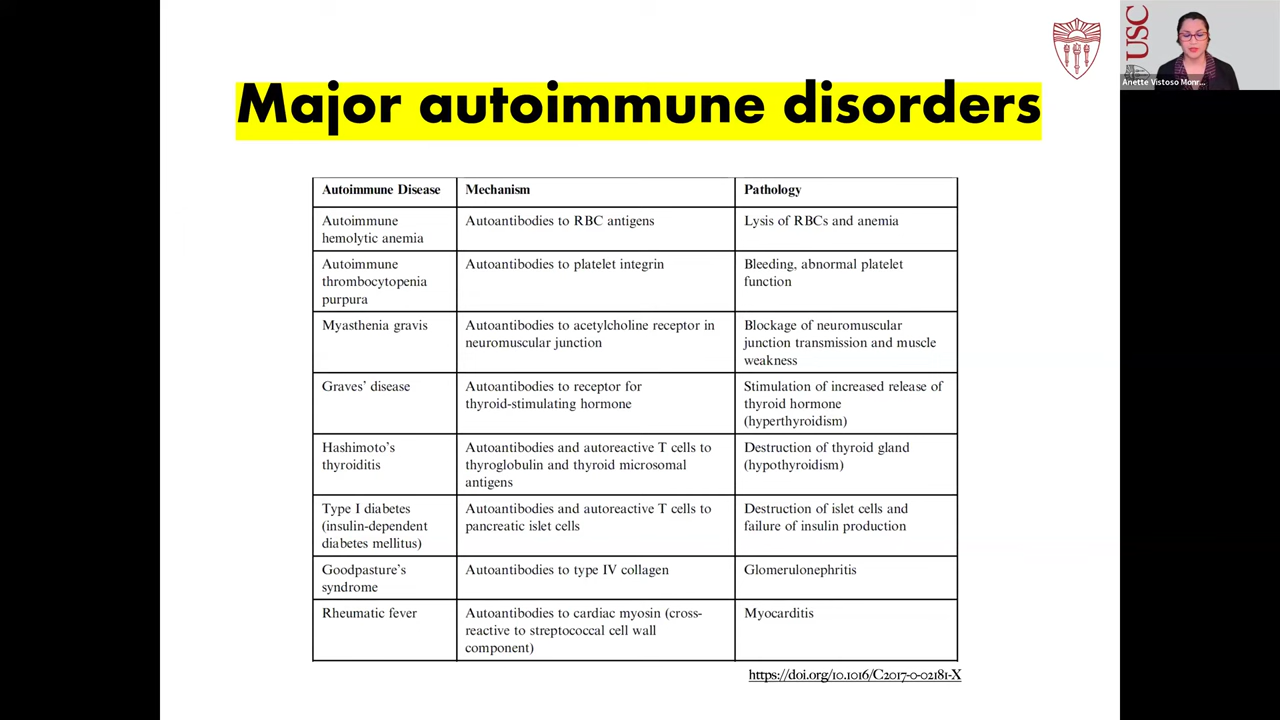 USC
Anette Vistoso Monr...
Major autoimmune disorders
Autoimmune Disease Mechanism Pathology
Autoimmune
hemolytic anemia
Autoantibodies to RBC antigens
Lysis of RBCs and anemia
Autoimmune
thrombocytopenia
purpura
Autoantibodies to platelet integrin
Bleeding, abnormal platelet
function
Myasthenia gravis
Autoantibodies to acetylcholine receptor in
neuromuscular junction
Blockage of neuromuscular
junction transmission and muscle
weakness
Graves' disease
Autoantibodies to receptor for
thyroid-stimulating hormone
Stimulation of increased release of
thyroid hormone
(hyperthyroidism)
Hashimoto's
thyroiditis
Autoantibodies and autoreactive T cells to
thyroglobulin and thyroid microsomal
antigens
Destruction of thyroid gland
(hypothyroidism)
Type I diabetes
(insulin-dependent
diabetes mellitus)
Autoantibodies and autoreactive T cells to
pancreatic islet cells
Destruction of islet cells and
failure of insulin production
Goodpasture's
syndrome
Autoantibodies to type IV collagen
Glomerulonephritis
Rheumatic fever
Autoantibodies to cardiac myosin (cross-
reactive to streptococcal cell wall
component)
Myocarditis
https://doi.org/10.1016/C2017-0-02181-X